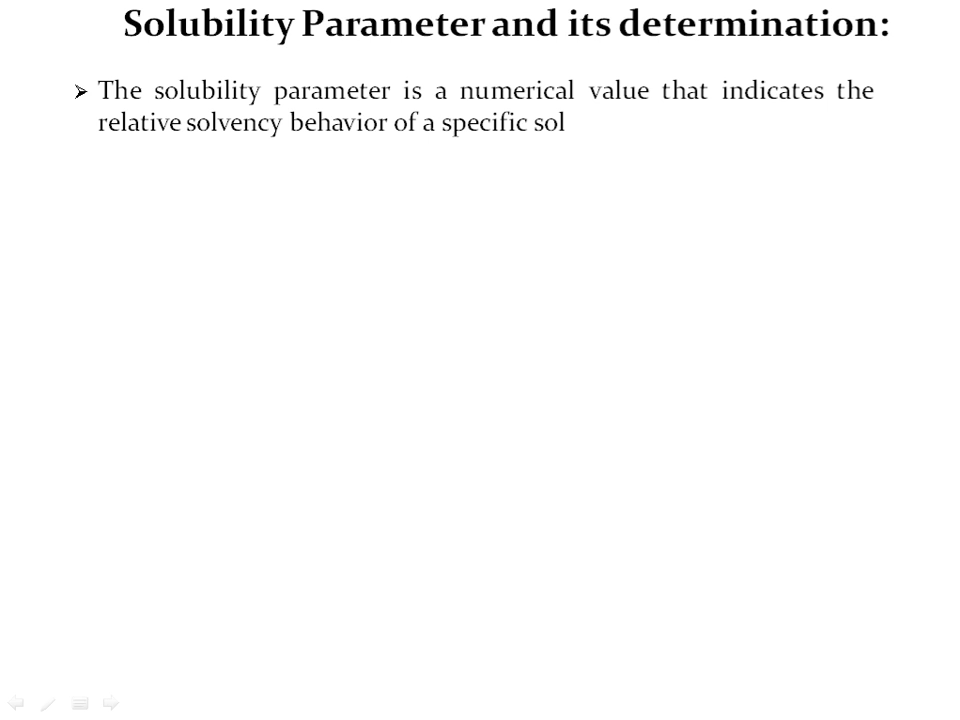 Solubility Parameter and its determination:
The solubility parameter is a numerical value that indicates the
relative solvency behavior of a specific sol